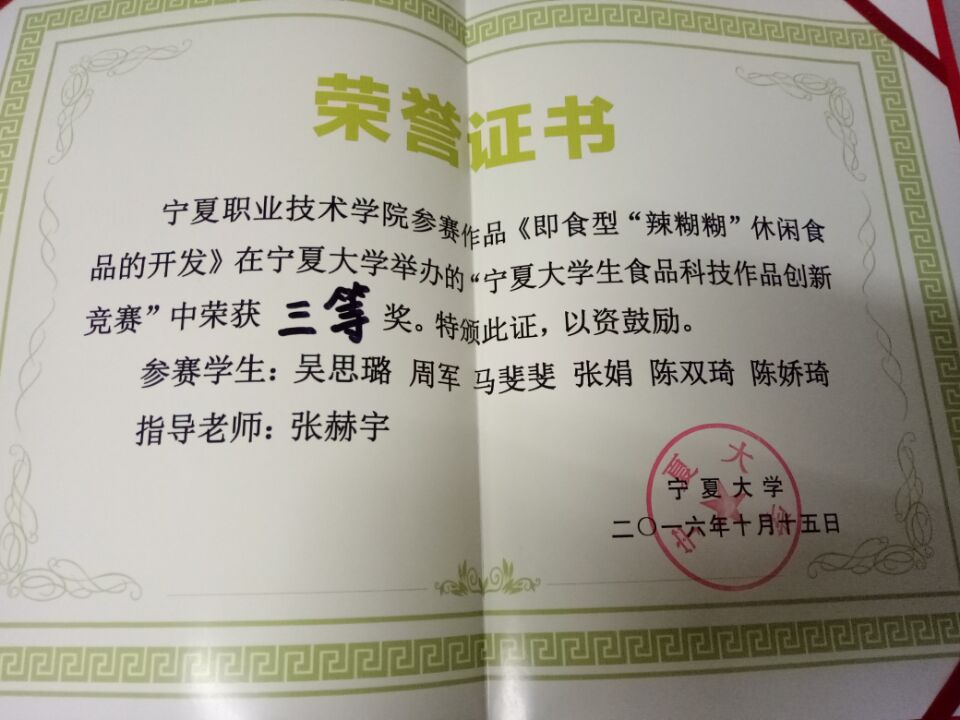 荣誉证书
宁夏职业技术学院参赛作品《即食型“辣糊糊”休闲食
品的开发》在宁夏大学举办的“宁夏大学生食品科技作品创新
竞赛”中荣获 三等 奖。特颁此证，以资鼓励。
参赛学生：吴思璐 周军 马斐斐 张娟 陈双琦 陈娇琦
指导老师：张赫宇
宁夏大学
宁夏大学
二〇一六年十月十五日